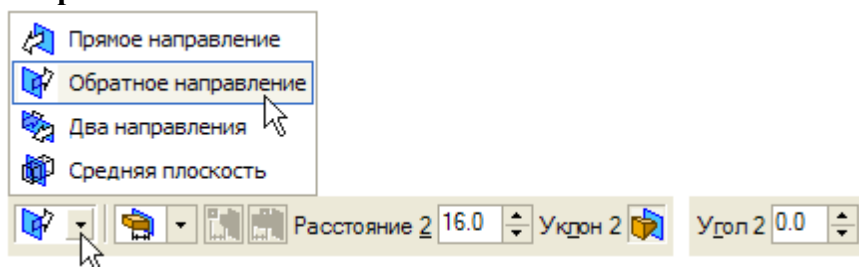 Прямое направление
Обратное направление
Два направления
Средняя плоскость
Расстояние 2 16.0 Уклон 2 Угол 2 0.0